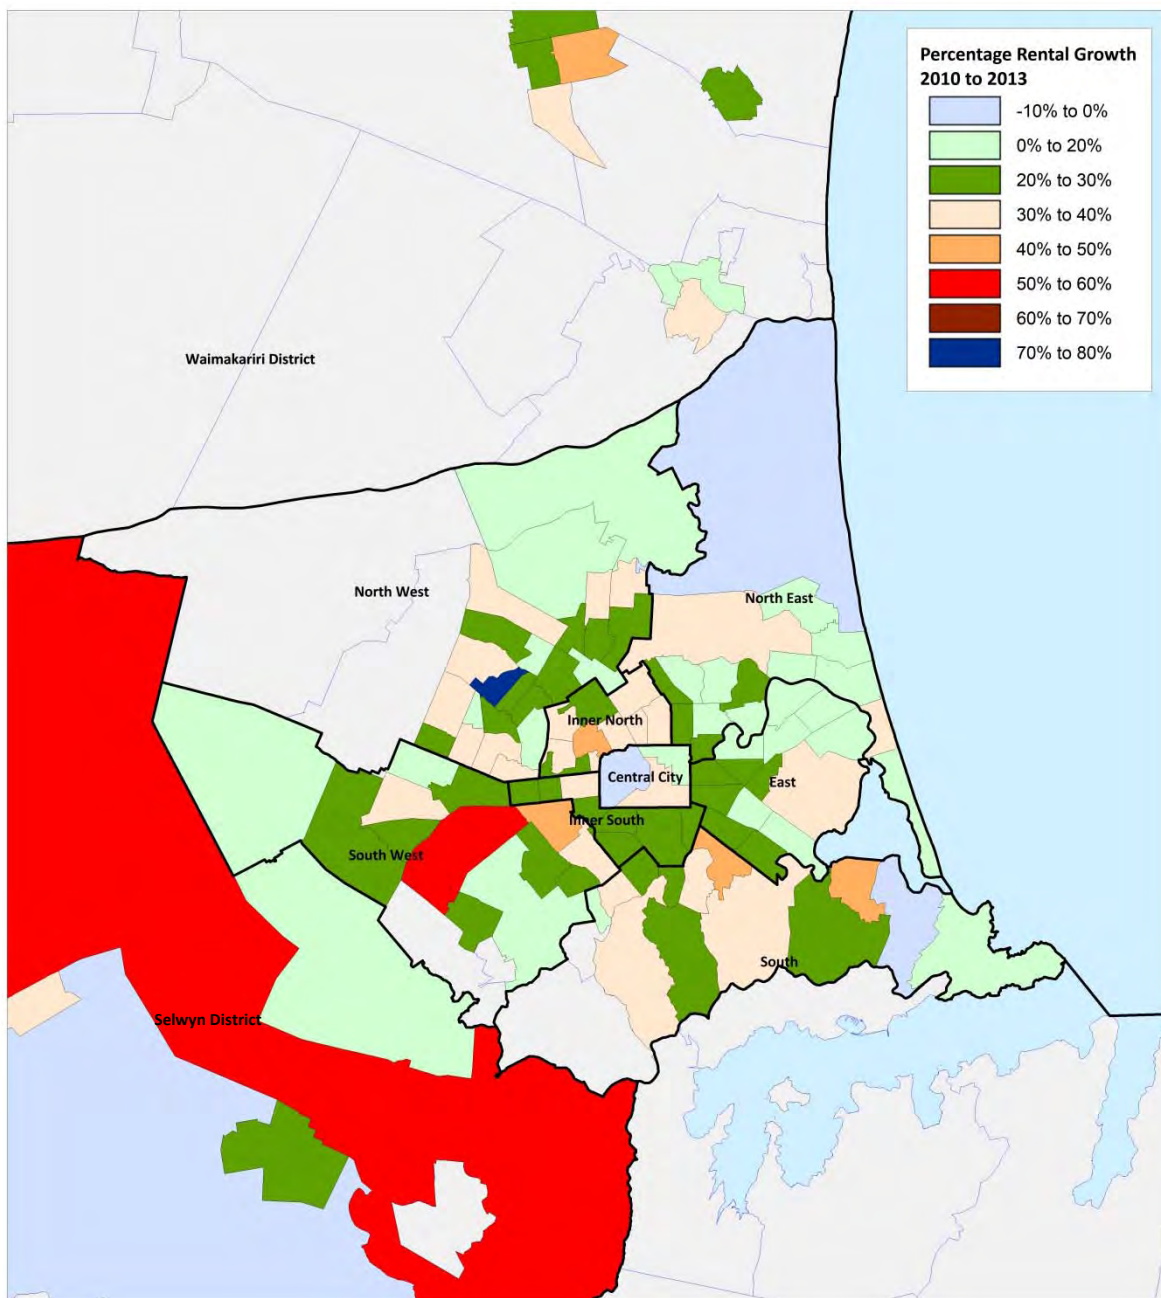 Percentage Rental Growth
2010 to 2013
-10% to 0%
0% to 20%
20% to 30%
30% to 40%
40% to 50%
50% to 60%
60% to 70%
70% to 80%
Waimakariri District
North West
North East
Inner North
Central City
East
Inner South
South West
South
Selwyn District